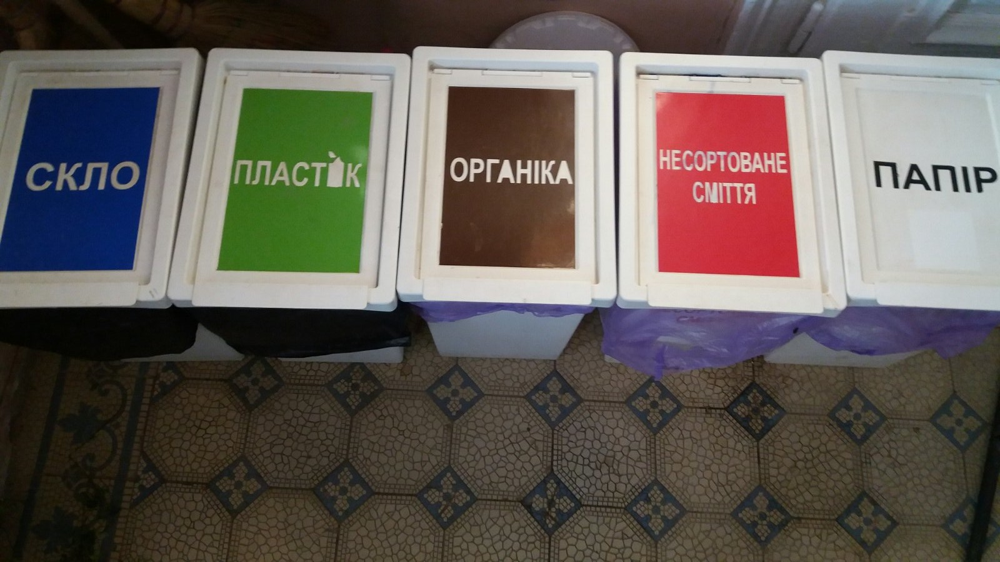 СКЛО
ПЛАСТИК
ОРГАНІКА
НЕСОРТОВАНЕ
СМІТТЯ
ПАПІР